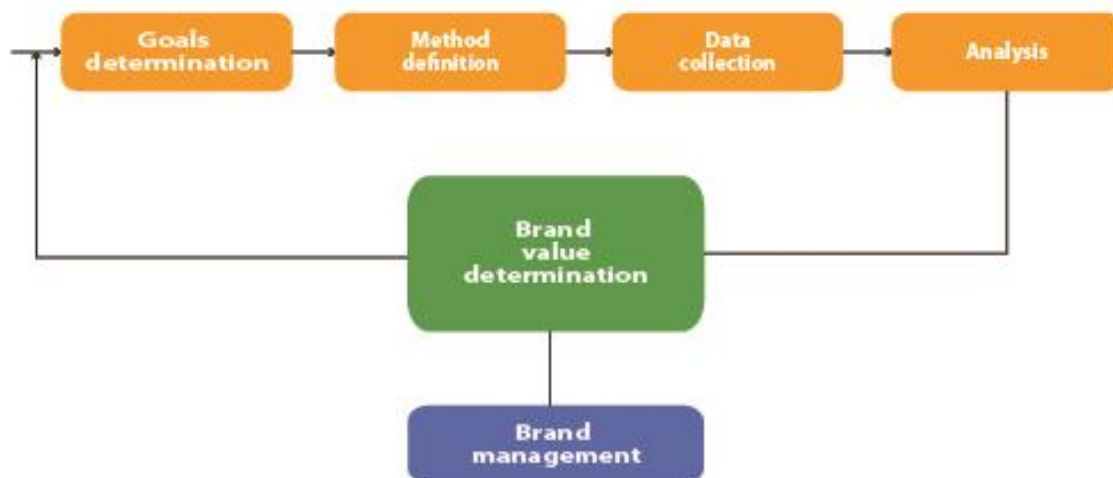 Goals
determination
Method
definition
Data
collection
Analysis
Brand
value
determination
Brand
management